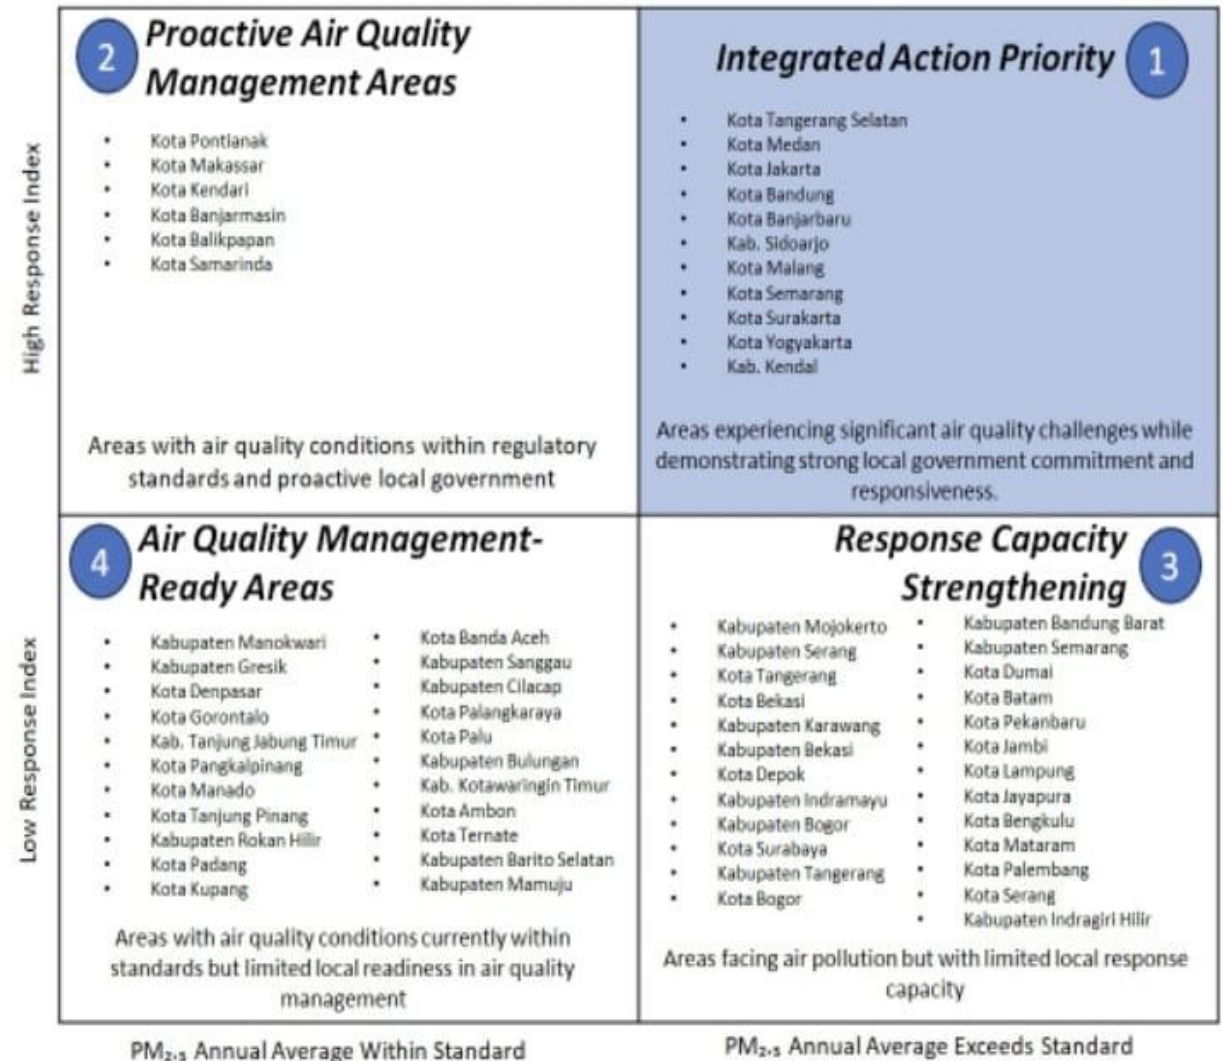 High Response Index
2
Proactive Air Quality
Management Areas
• Kota Pontianak
• Kota Makassar
• Kota Kendari
• Kota Banjarmasin
• Kota Balikpapan
• Kota Samarinda
Areas with air quality conditions within regulatory
standards and proactive local government
Integrated Action Priority
1
• Kota Tangerang Selatan
• Kota Medan
• Kota Jakarta
• Kota Bandung
• Kota Banjarbaru
• Kab. Sidoarjo
• Kota Malang
• Kota Semarang
• Kota Surakarta
• Kota Yogyakarta
• Kab. Kendal
Areas experiencing significant air quality challenges while
demonstrating strong local government commitment and
responsiveness.
Low Response Index
4
Air Quality Management-
Ready Areas
• Kabupaten Manokwari
• Kabupaten Gresik
• Kota Denpasar
• Kota Gorontalo
• Kab. Tanjung Jabung Timur
• Kota Pangkalpinang
• Kota Manado
• Kota Tanjung Pinang
• Kabupaten Rokan Hilir
• Kota Padang
• Kota Kupang
• Kota Banda Aceh
• Kabupaten Sanggau
• Kabupaten Cilacap
• Kota Palangkaraya
• Kota Palu
• Kabupaten Bulungan
• Kab. Kotawaringin Timur
• Kota Ambon
• Kota Ternate
• Kabupaten Barito Selatan
• Kabupaten Mamuju
Areas with air quality conditions currently within
standards but limited local readiness in air quality
management
Response Capacity
Strengthening
3
• Kabupaten Mojokerto
• Kabupaten Serang
• Kota Tangerang
• Kota Bekasi
• Kabupaten Karawang
• Kabupaten Bekasi
• Kota Depok
• Kabupaten Indramayu
• Kabupaten Bogor
• Kota Surabaya
• Kabupaten Tangerang
• Kota Bogor
• Kabupaten Bandung Barat
• Kabupaten Semarang
• Kota Dumai
• Kota Batam
• Kota Pekanbaru
• Kota Jambi
• Kota Lampung
• Kota Jayapura
• Kota Bengkulu
• Kota Mataram
• Kota Palembang
• Kota Serang
• Kabupaten Indragiri Hilir
Areas facing air pollution but with limited local response
capacity
PM₂.₅ Annual Average Within Standard
PM₂.₅ Annual Average Exceeds Standard